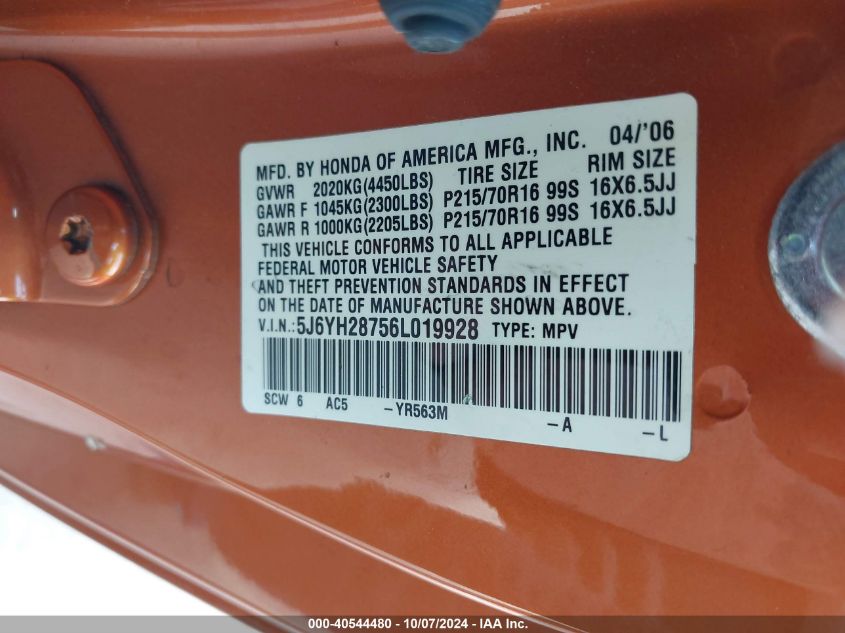 MFD. BY HONDA OF AMERICA MFG., INC. 04/'06
GVWR 2020KG(4450LBS) TIRE SIZE RIM SIZE
GAWR F 1045KG(2300LBS) P215/70R16 99S 16X6.5JJ
GAWR R 1000KG(2205LBS) P215/70R16 99S 16X6.5JJ
THIS VEHICLE CONFORMS TO ALL APPLICABLE
FEDERAL MOTOR VEHICLE SAFETY
AND THEFT PREVENTION STANDARDS IN EFFECT
ON THE DATE OF MANUFACTURE SHOWN ABOVE.
V.I.N.:5J6YH28756L019928 TYPE: MPV
SCW 6 AC5 -YR563M -A -L
000-40544480 - 10/07/2024 - IAA Inc.